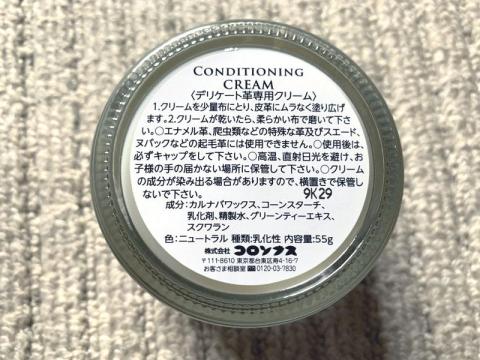 CONDITIONING
CREAM
〈デリケート革専用クリーム〉
1.クリームを少量布にとり、皮革にムラなく塗り広げ
ます。2.クリームが乾いたら、柔らかい布で磨いて下さ
い。○エナメル革、爬虫類などの特殊な革及びスエード、
ヌバックなどの起毛革には使用できません。○使用後は、
必ずキャップをして下さい。○高温、直射日光を避け、お
子様の手の届かない場所に保管して下さい。○クリーム
の成分が染み出る場合がありますので、横置きで保管し
ないで下さい。 9K29
成分:カルナバワックス、コーンスターチ、
乳化剤、精製水、グリーンティーエキス、
スクワラン
色:ニュートラル 種類:乳化性 内容量:55g
株式会社 コロンブス
〒111-8610 東京都台東区寿4-16-7
お客さま相談室 0120-03-7830